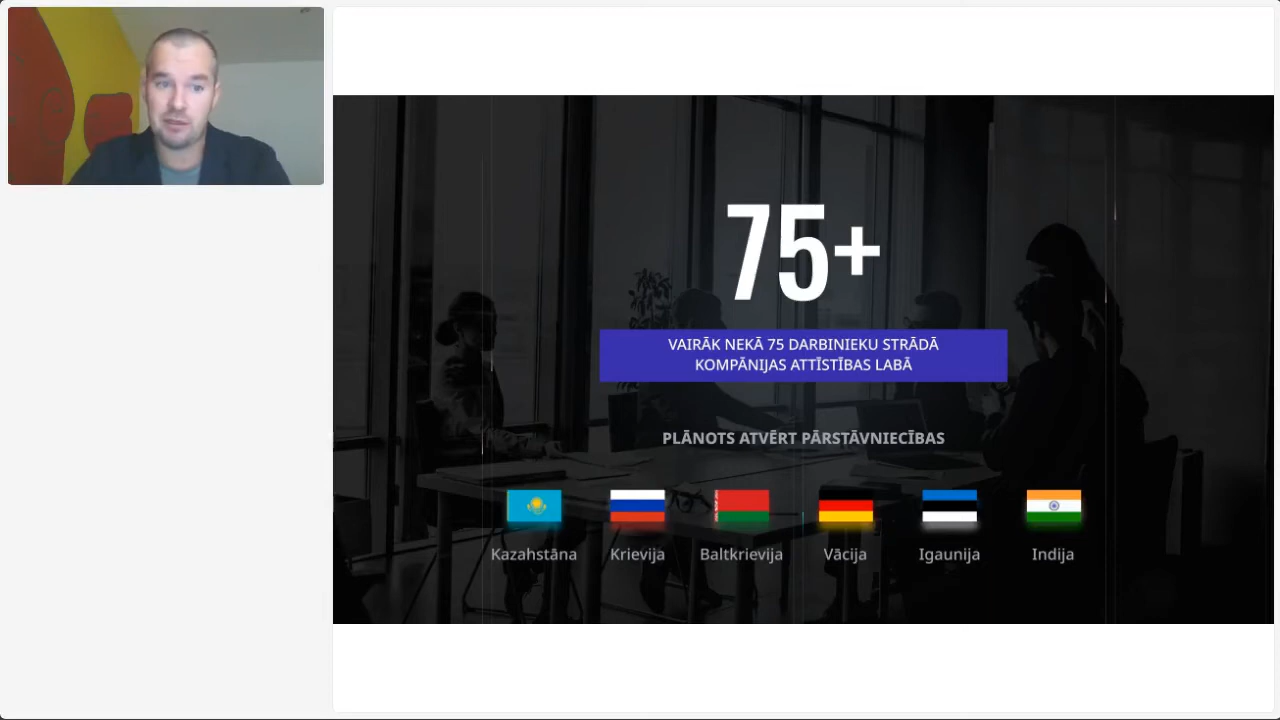 75+
VAIRĀK NEKĀ 75 DARBINIEKU STRĀDĀ
KOMPĀNIJAS ATTĪSTĪBAS LABĀ
PLĀNOTS ATVĒRT PĀRSTĀVNIECĪBAS
Kazahstāna Krievija Baltkrievija Vācija Igaunija Indija